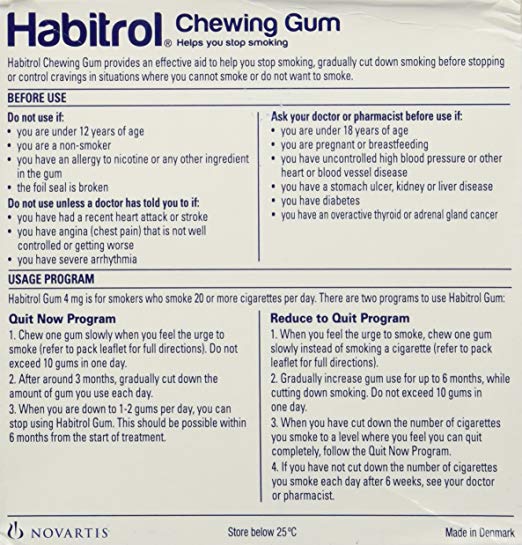 Habitrol® Chewing Gum
Helps you stop smoking
Habitrol Chewing Gum provides an effective aid to help you stop smoking, gradually cut down smoking before stopping
or control cravings in situations where you cannot smoke or do not want to smoke.
BEFORE USE
Do not use if:
• you are under 12 years of age
• you are a non-smoker
• you have an allergy to nicotine or any other ingredient
in the gum
• the foil seal is broken
Do not use unless a doctor has told you to if:
• you have had a recent heart attack or stroke
• you have angina (chest pain) that is not well
controlled or getting worse
• you have severe arrhythmia
Ask your doctor or pharmacist before use if:
• you are under 18 years of age
• you are pregnant or breastfeeding
• you have uncontrolled high blood pressure or other
heart or blood vessel disease
• you have a stomach ulcer, kidney or liver disease
• you have diabetes
• you have an overactive thyroid or adrenal gland cancer
USAGE PROGRAM
Habitrol Gum 4 mg is for smokers who smoke 20 or more cigarettes per day. There are two programs to use Habitrol Gum:
Quit Now Program
1. Chew one gum slowly when you feel the urge to
smoke (refer to pack leaflet for full directions). Do not
exceed 10 gums in one day.
2. After around 3 months, gradually cut down the
amount of gum you use each day.
3. When you are down to 1-2 gums per day, you can
stop using Habitrol Gum. This should be possible within
6 months from the start of treatment.
Reduce to Quit Program
1. When you feel the urge to smoke, chew one gum
slowly instead of smoking a cigarette (refer to pack
leaflet for full directions).
2. Gradually increase gum use for up to 6 months, while
cutting down smoking. Do not exceed 10 gums in
one day.
3. When you have cut down the number of cigarettes
you smoke to a level where you feel you can quit
completely, follow the Quit Now Program.
4. If you have not cut down the number of cigarettes
you smoke each day after 6 weeks, see your doctor
or pharmacist.
NOVARTIS
Store below 25°C
Made in Denmark